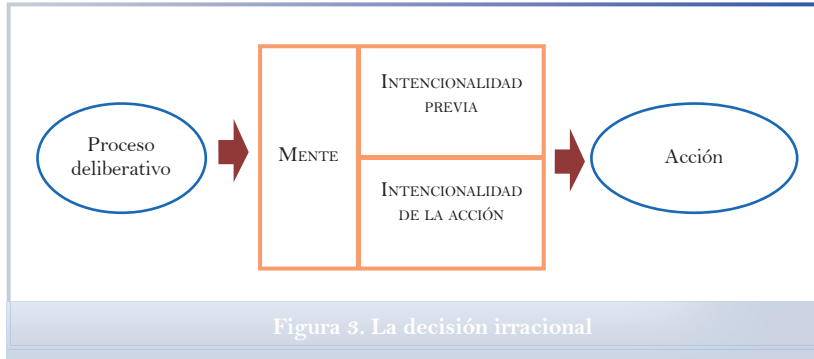 Proceso
deliberativo
MENTE
INTENCIONALIDAD
PREVIA
INTENCIONALIDAD
DE LA ACCIÓN
Acción
Figura 3. La decisión irracional